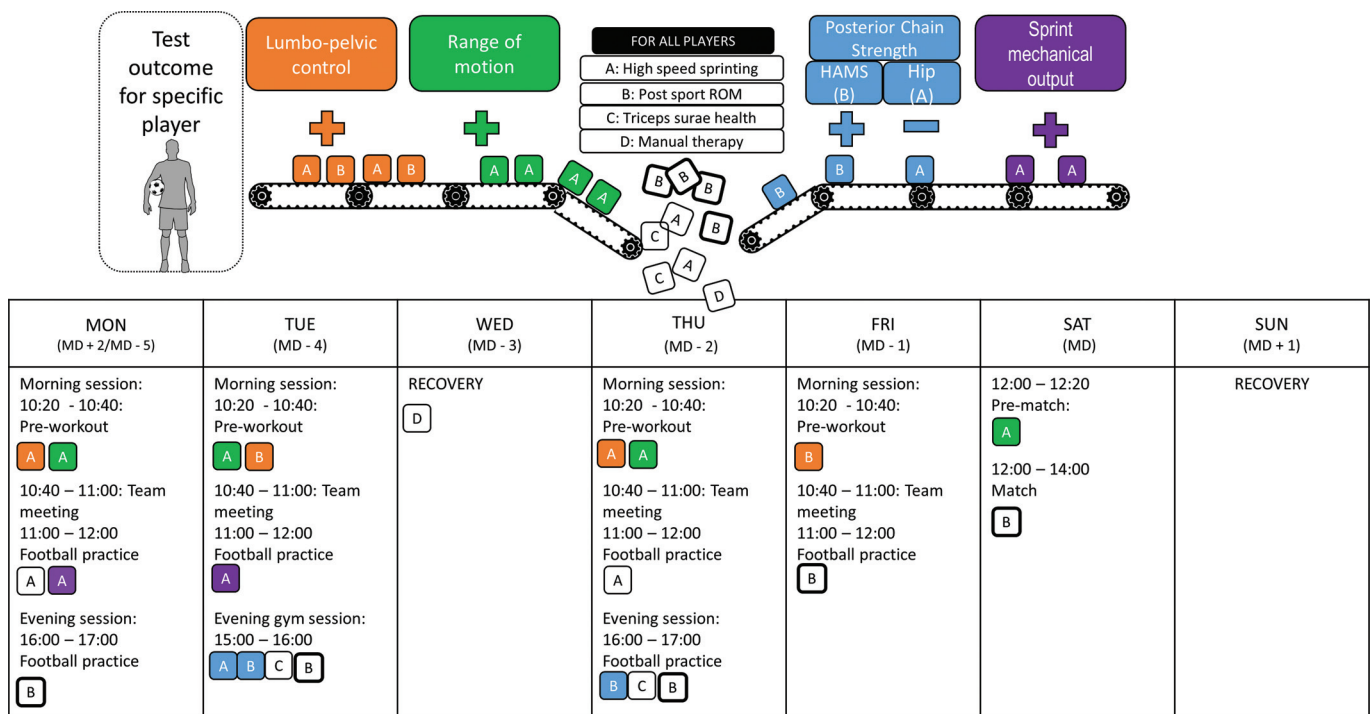 Test
outcome
for specific
player
Lumbo-pelvic
control
Range of
motion
FOR ALL PLAYERS
A: High speed sprinting
B: Post sport ROM
C: Triceps surae health
D: Manual therapy
Posterior Chain
Strength
HAMS
(B)
Hip
(A)
Sprint
mechanical
output
A B A B
A A
A A
B B B
A B
C
A
C
D
B
B
A
A A
MON
(MD + 2/MD - 5)
TUE
(MD - 4)
WED
(MD - 3)
THU
(MD - 2)
FRI
(MD - 1)
SAT
(MD)
SUN
(MD + 1)
Morning session:
10:20 - 10:40:
Pre-workout
A A
10:40 – 11:00: Team
meeting
11:00 – 12:00
Football practice
A A
Evening session:
16:00 – 17:00
Football practice
B
Morning session:
10:20 - 10:40:
Pre-workout
A B
10:40 – 11:00: Team
meeting
11:00 – 12:00
Football practice
A
Evening gym session:
15:00 – 16:00
A B C B
RECOVERY
D
Morning session:
10:20 - 10:40:
Pre-workout
A A
10:40 – 11:00: Team
meeting
11:00 – 12:00
Football practice
A
Evening session:
16:00 – 17:00
Football practice
B C B
Morning session:
10:20 - 10:40:
Pre-workout
B
10:40 – 11:00: Team
meeting
11:00 – 12:00
Football practice
B
12:00 – 12:20
Pre-match:
A
12:00 – 14:00
Match
B
RECOVERY